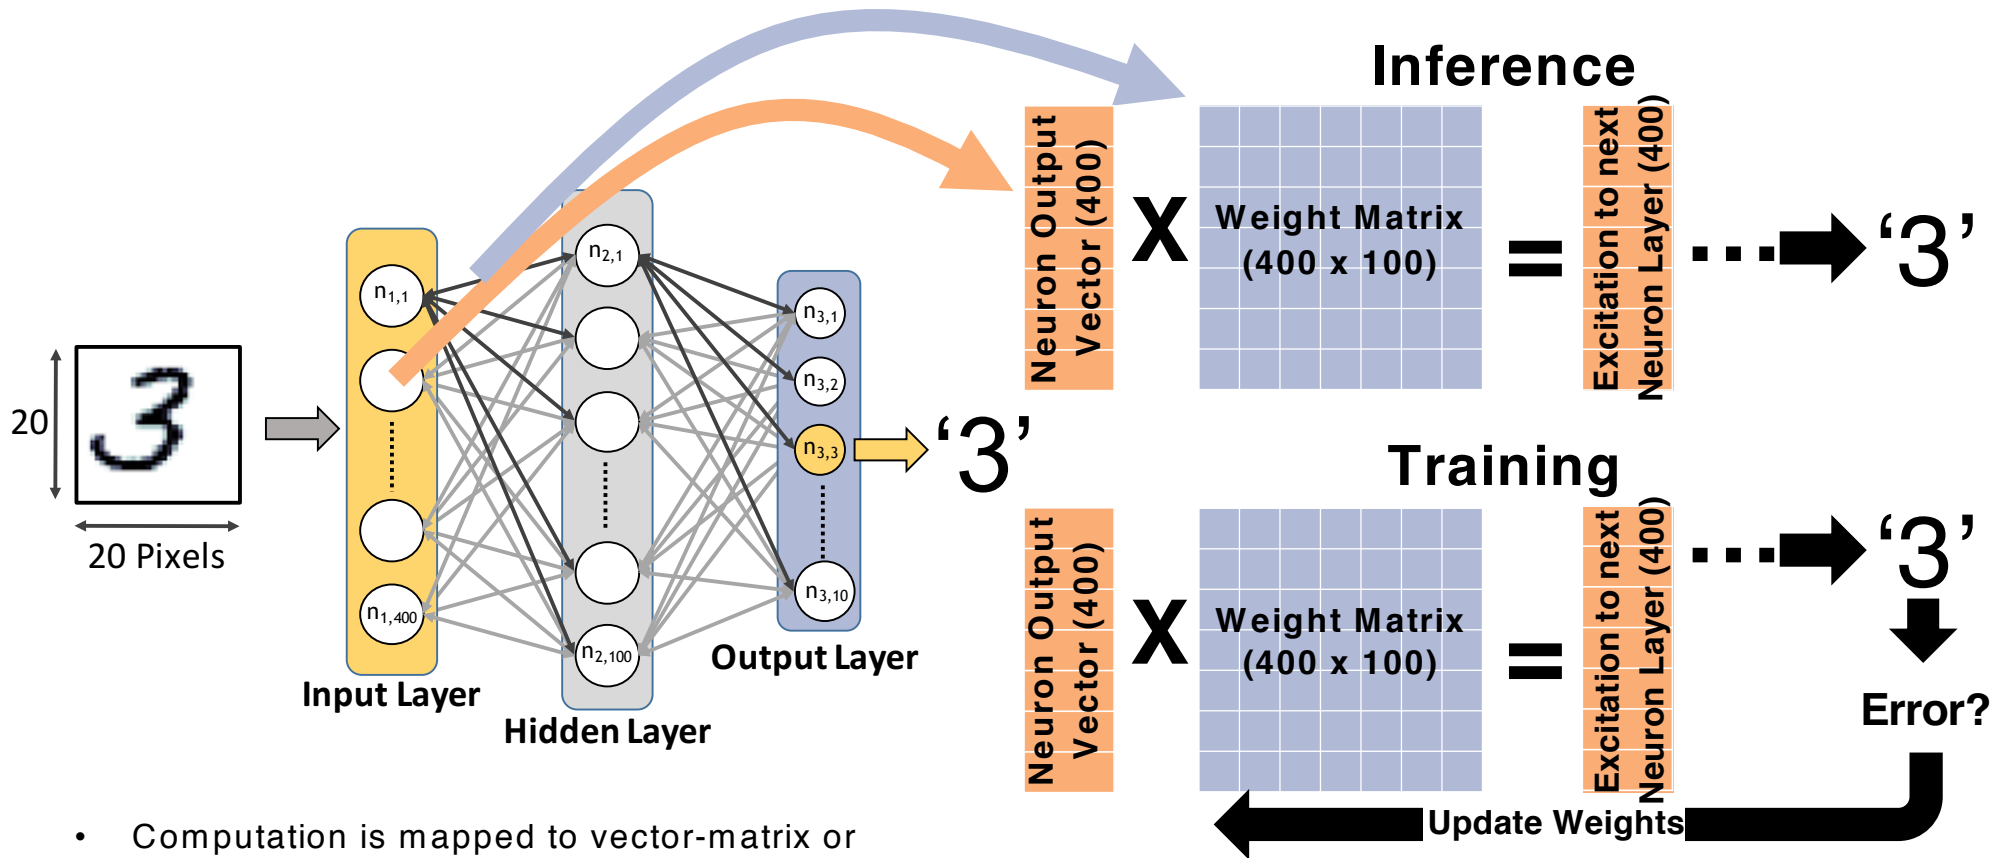 20
20 Pixels
n1,1
n1,400
Input Layer
n2,1
n2,100
Hidden Layer
n3,1
n3,2
n3,3
n3,10
Output Layer
‘3’
Inference
Neuron Output
Vector (400)
X
Weight Matrix
(400 x 100)
=
Excitation to next
Neuron Layer (400)
...
‘3’
Training
Neuron Output
Vector (400)
X
Weight Matrix
(400 x 100)
=
Excitation to next
Neuron Layer (400)
...
‘3’
Error?
Update Weights
• Computation is mapped to vector-matrix or